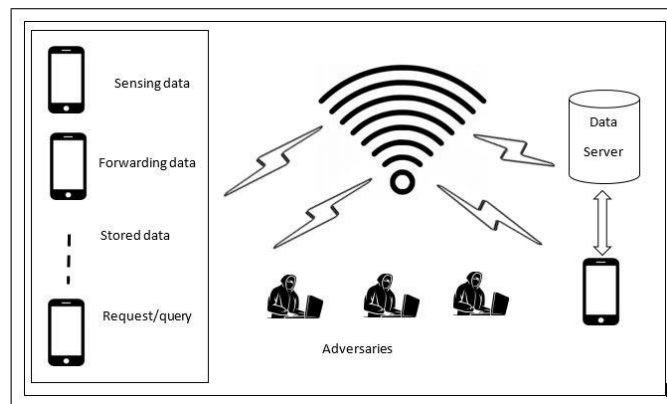 Sensing data
Forwarding data
Stored data
Request/query
Adversaries
Data
Server